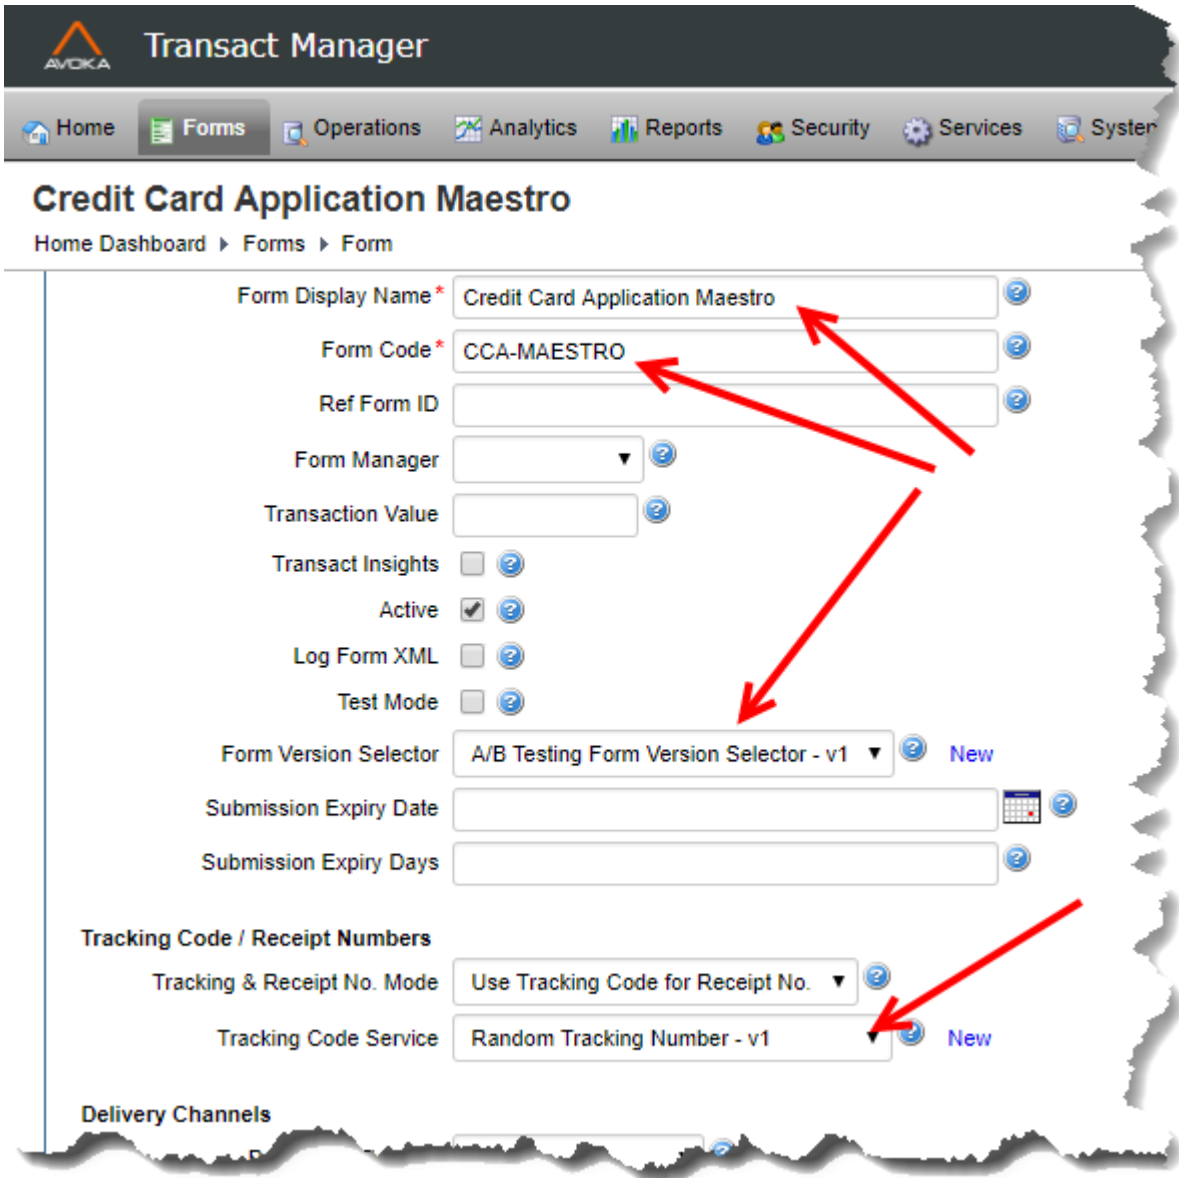 AVOKA Transact Manager
Home Forms Operations Analytics Reports Security Services
Credit Card Application Maestro
Home Dashboard Forms Form
Form Display Name* Credit Card Application Maestro
Form Code* CCA-MAESTRO
Ref Form ID
Form Manager
Transaction Value
Transact Insights
Active
Log Form XML
Test Mode
Form Version Selector A/B Testing Form Version Selector - v1 New
Submission Expiry Date
Submission Expiry Days
Tracking Code / Receipt Numbers
Tracking & Receipt No. Mode Use Tracking Code for Receipt No.
Tracking Code Service Random Tracking Number - v1 New
Delivery Channels